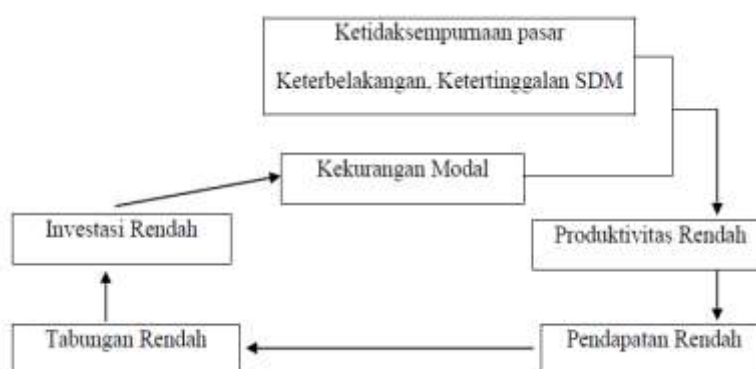 Ketidaksempurnaan pasar
Keterbelakangan, Ketertinggalan SDM
Kekurangan Modal
Investasi Rendah
Produktivitas Rendah
Tabungan Rendah
Pendapatan Rendah